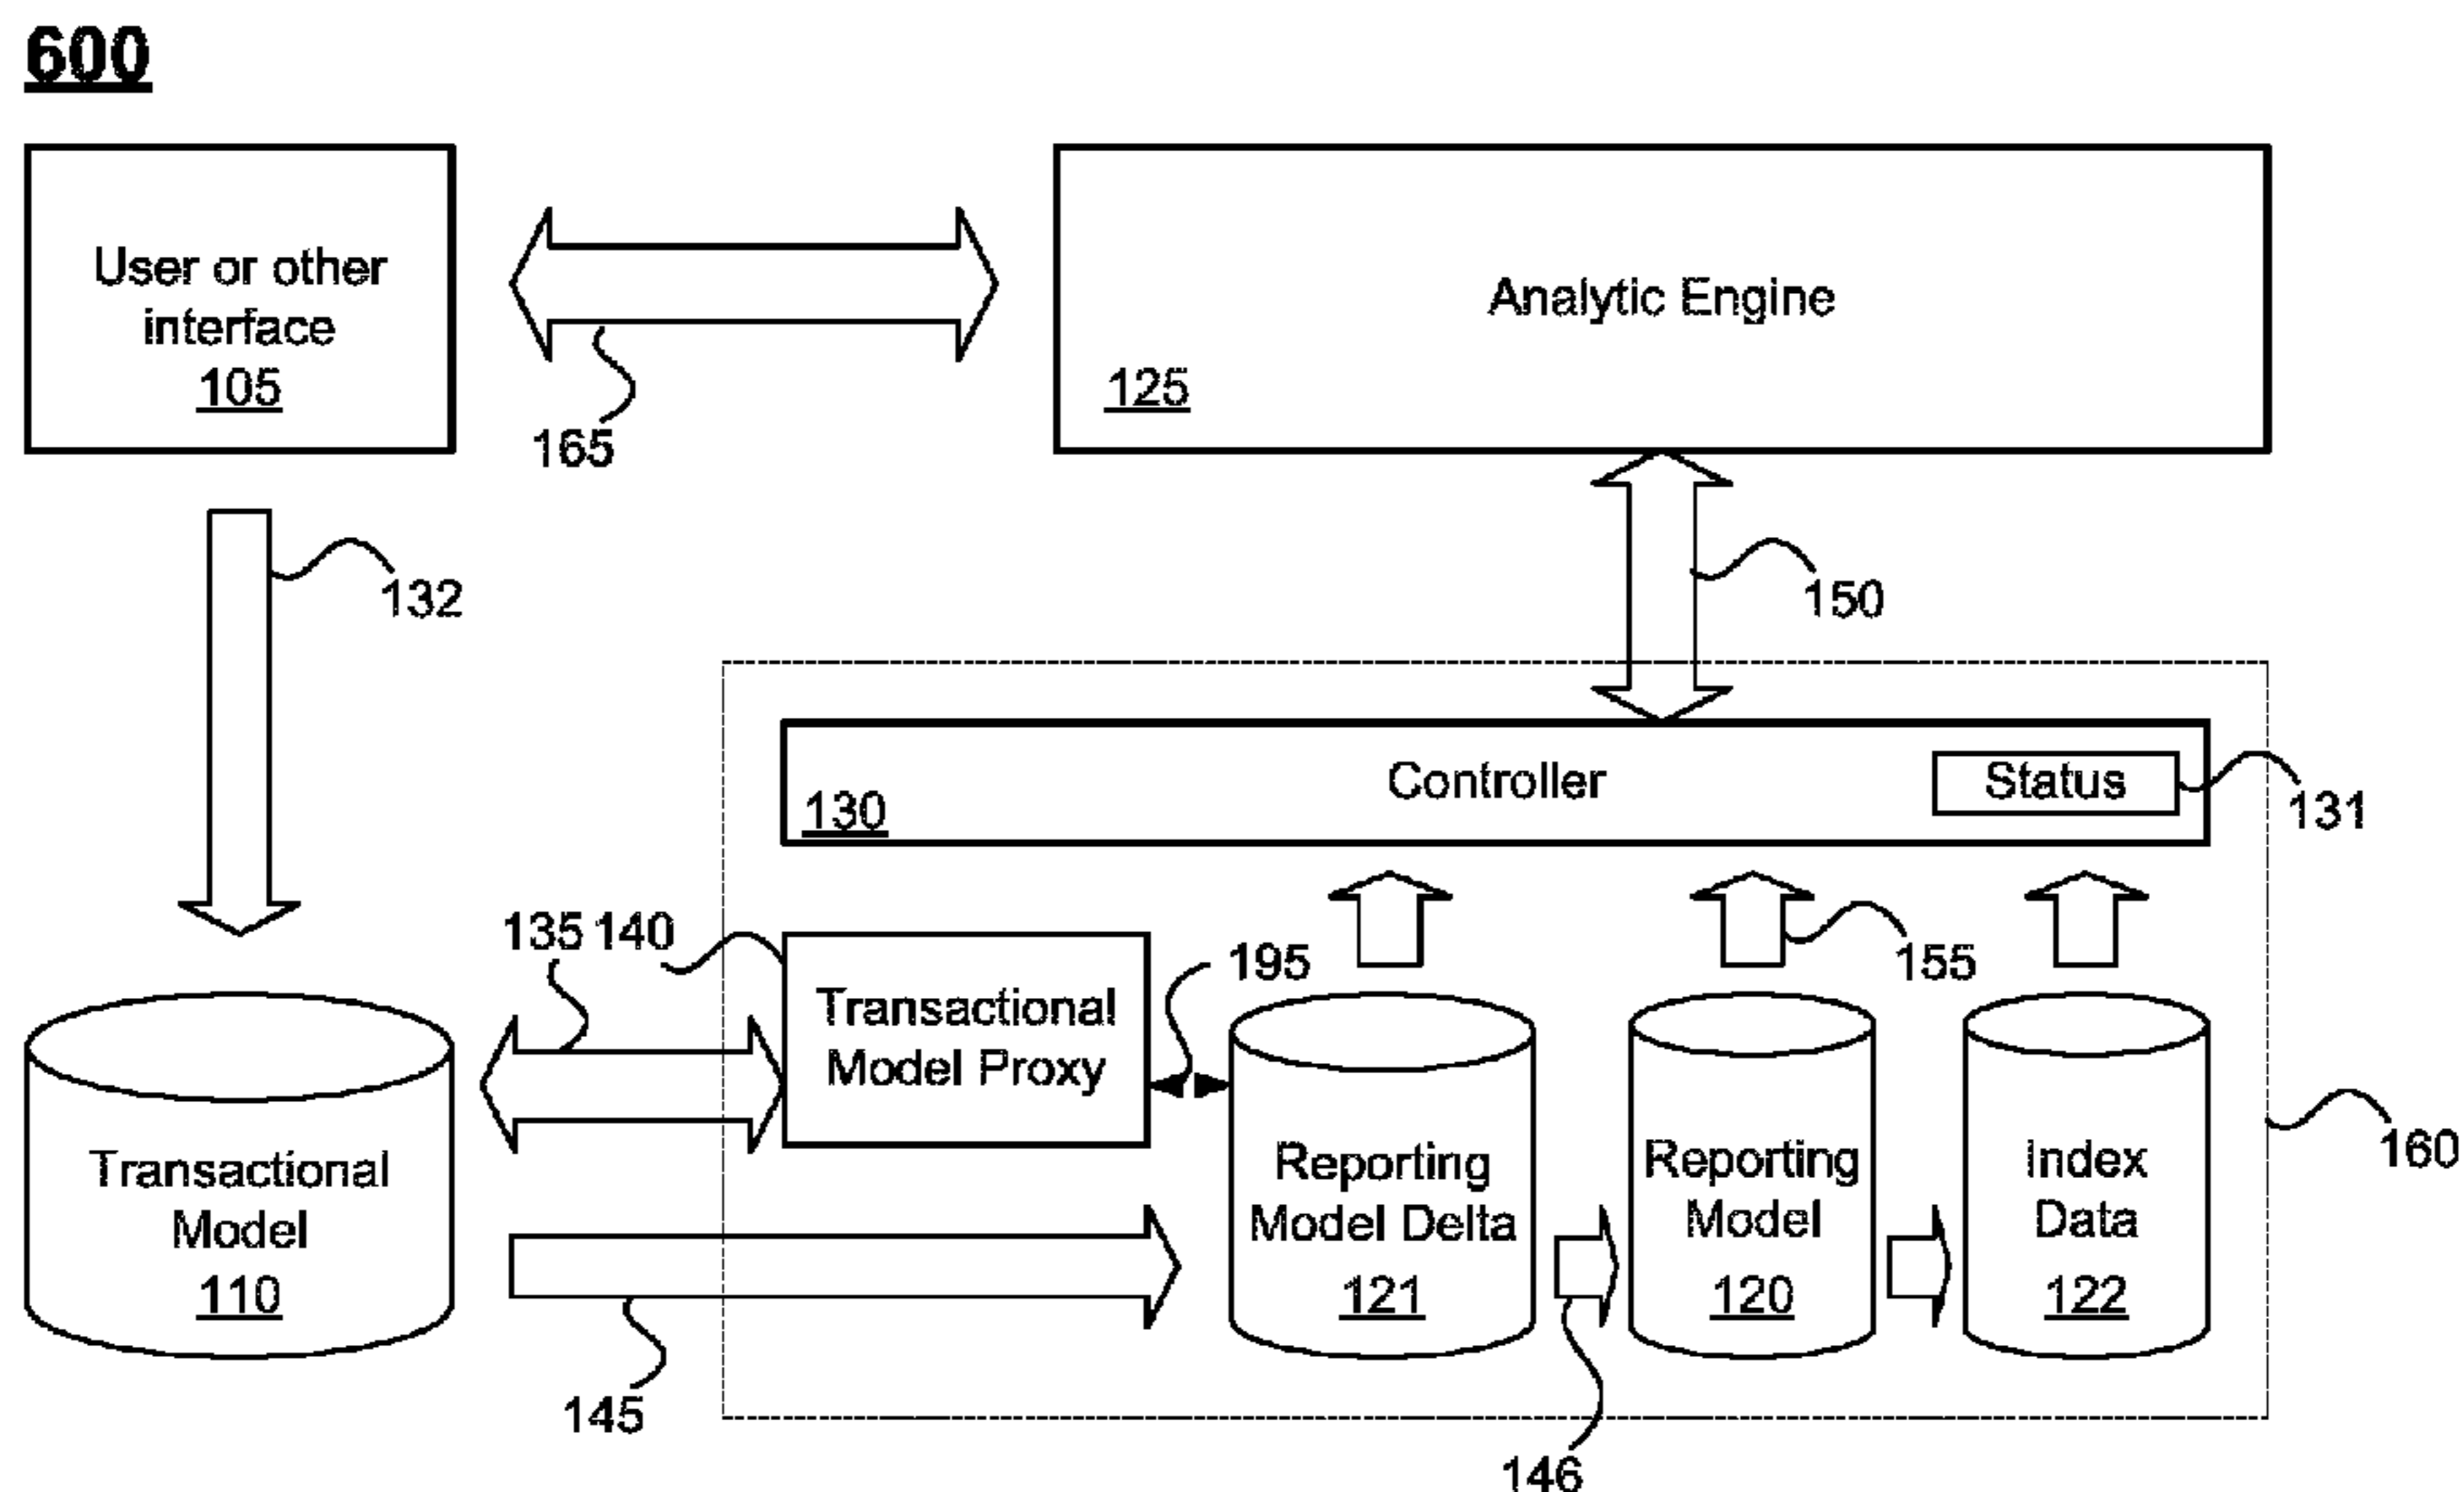 600
User or other
interface
105
Analytic Engine
125
165
132
150
Controller
130
Status
131
135
140
195
155
Transactional
Model Proxy
Transactional
Model
110
Reporting
Model Delta
121
Reporting
Model
120
Index
Data
122
160
145
146